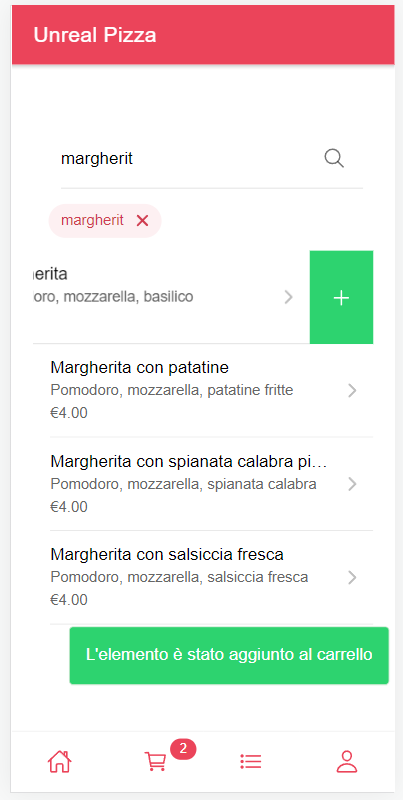 Unreal Pizza
margherit
margherit
erita
oro, mozzarella, basilico
Margherita con patatine
Pomodoro, mozzarella, patatine fritte
€4.00
Margherita con spianata calabra pi…
Pomodoro, mozzarella, spianata calabra
€4.00
Margherita con salsiccia fresca
Pomodoro, mozzarella, salsiccia fresca
€4.00
L'elemento è stato aggiunto al carrello
2